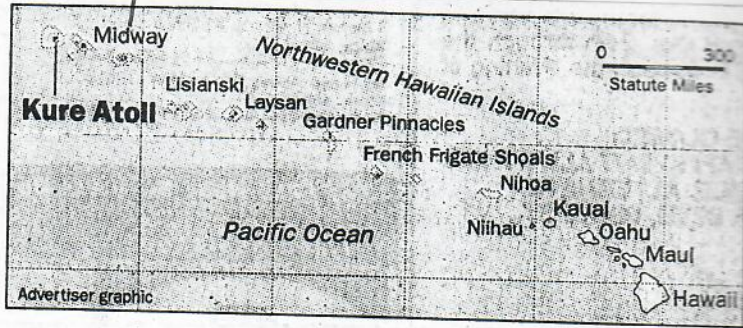 Midway
Northwestern Hawaiian Islands
0 300
Statute Miles
Lisianski
Laysan
Kure Atoll
Gardner Pinnacles
French Frigate Shoals
Nihoa
Kauai
Niihau
Oahu
Pacific Ocean
Maui
Hawaii
Advertiser graphic